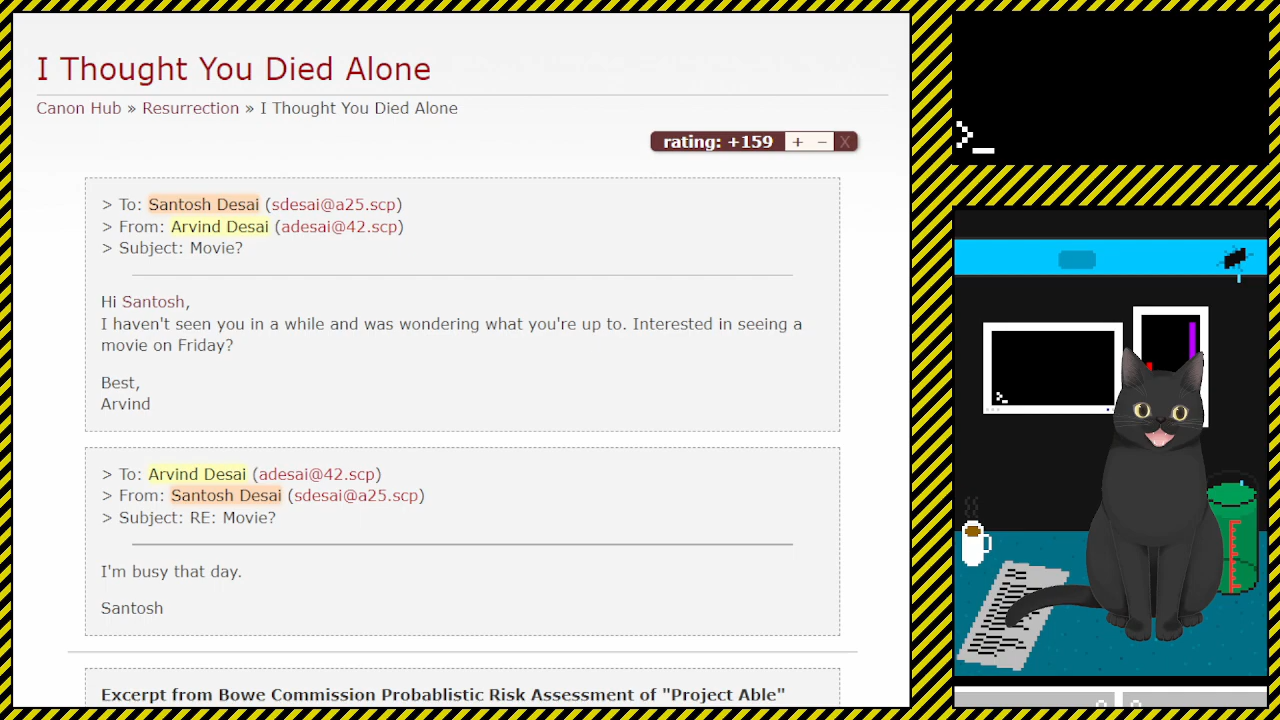 I Thought You Died Alone
Canon Hub » Resurrection » I Thought You Died Alone
rating: +159 + − X
> To: Santosh Desai (sdesai@a25.scp)
> From: Arvind Desai (adesai@42.scp)
> Subject: Movie?
Hi Santosh,
I haven't seen you in a while and was wondering what you're up to. Interested in seeing a
movie on Friday?
Best,
Arvind
> To: Arvind Desai (adesai@42.scp)
> From: Santosh Desai (sdesai@a25.scp)
> Subject: RE: Movie?
I'm busy that day.
Santosh
Excerpt from Bowe Commission Probablistic Risk Assessment of "Project Able"
>_
>_